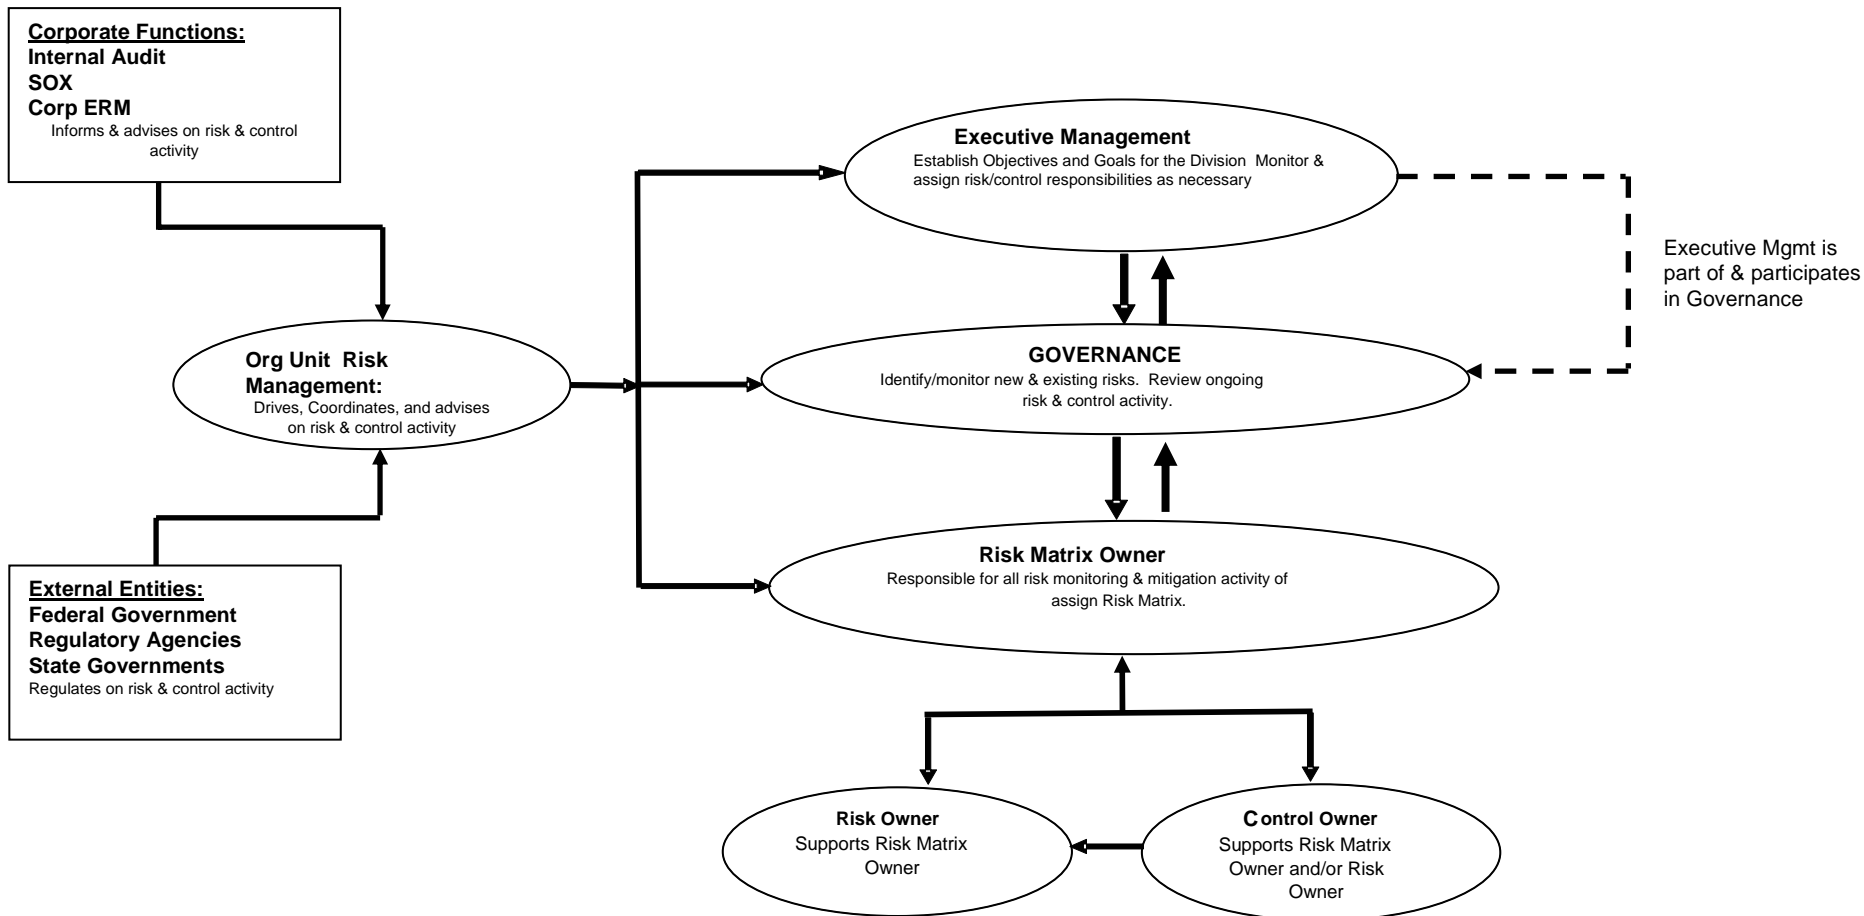 Corporate Functions:
Internal Audit
SOX
Corp ERM
Informs & advises on risk & control
activity
Executive Management
Establish Objectives and Goals for the Division  Monitor &
assign risk/control responsibilities as necessary
Executive Mgmt is
part of & participates
in Governance
Org Unit  Risk
Management:
Drives, Coordinates, and advises
on risk & control activity
GOVERNANCE
Identify/monitor new & existing risks.  Review ongoing
risk & control activity.
Risk Matrix Owner
Responsible for all risk monitoring & mitigation activity of
assign Risk Matrix.
External Entities:
Federal Government
Regulatory Agencies
State Governments
Regulates on risk & control activity
Risk Owner
Supports Risk Matrix
Owner
Control Owner
Supports Risk Matrix
Owner and/or Risk
Owner